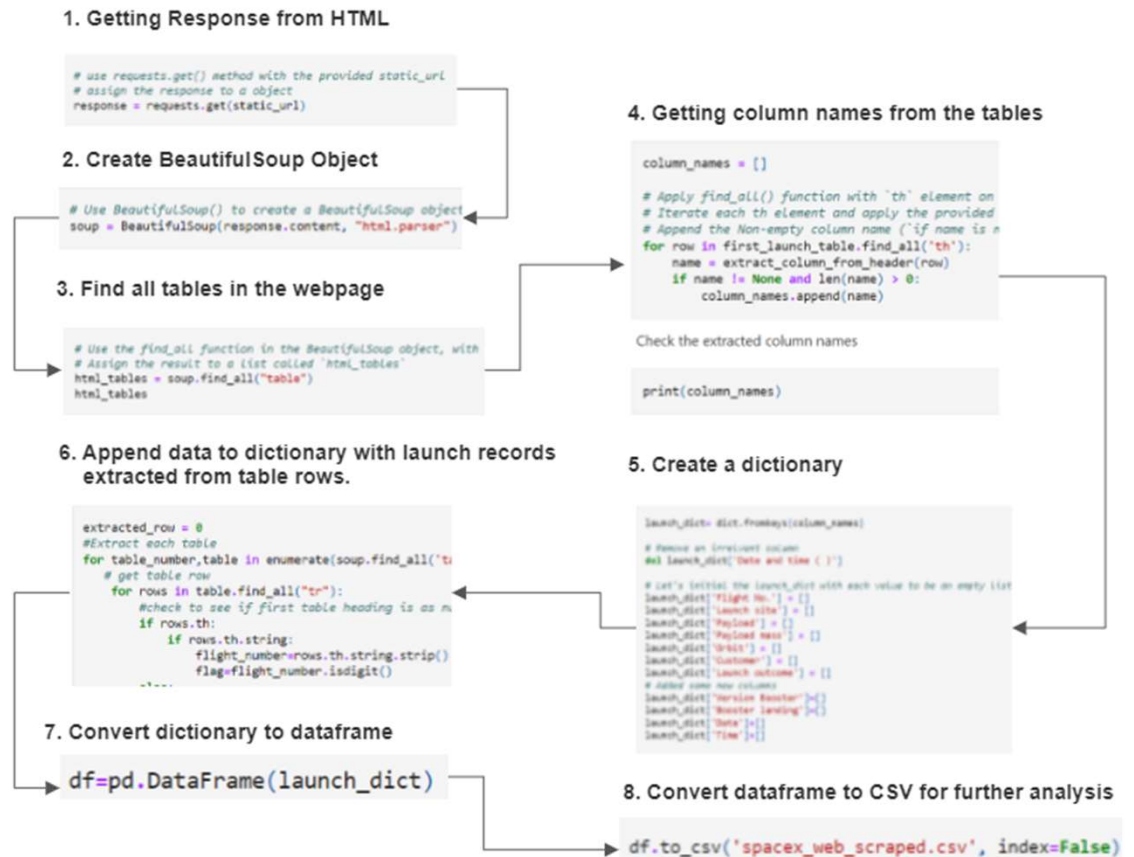 1. Getting Response from HTML
# use requests.get() method with the provided static_url
# assign the response to a object
response = requests.get(static_url)
2. Create BeautifulSoup Object
# Use BeautifulSoup() to create a BeautifulSoup object
soup = BeautifulSoup(response.content, "html.parser")
3. Find all tables in the webpage
# Use the find_all function in the BeautifulSoup object, with
# Assign the result to a list called `html_tables`
html_tables = soup.find_all("table")
html_tables
4. Getting column names from the tables
column_names = []
# Apply find_all() function with `th` element on
# Iterate each th element and apply the provided
# Append the Non-empty column name (`if name is n
for row in first_launch_table.find_all('th'):
name = extract_column_from_header(row)
if name != None and len(name) > 0:
column_names.append(name)
Check the extracted column names
print(column_names)
5. Create a dictionary
launch_dict= dict.fromkeys(column_names)
# Remove an irrelvant column
del launch_dict['Date and time ( )']
# Let's initial the launch_dict with each value to be an empty list
launch_dict['Flight No.'] = []
launch_dict['Launch site'] = []
launch_dict['Payload'] = []
launch_dict['Payload mass'] = []
launch_dict['Orbit'] = []
launch_dict['Customer'] = []
launch_dict['Launch outcome'] = []
# Added some new columns
launch_dict['Version Booster']=[]
launch_dict['Booster landing']=[]
launch_dict['Date']=[]
launch_dict['Time']=[]
6. Append data to dictionary with launch records
extracted from table rows.
extracted_row = 0
#Extract each table
for table_number,table in enumerate(soup.find_all('ta
# get table row
for rows in table.find_all("tr"):
#check to see if first table heading is as nu
if rows.th:
if rows.th.string:
flight_number=rows.th.string.strip()
flag=flight_number.isdigit()
7. Convert dictionary to dataframe
df=pd.DataFrame(launch_dict)
8. Convert dataframe to CSV for further analysis
df.to_csv('spacex_web_scraped.csv', index=False)